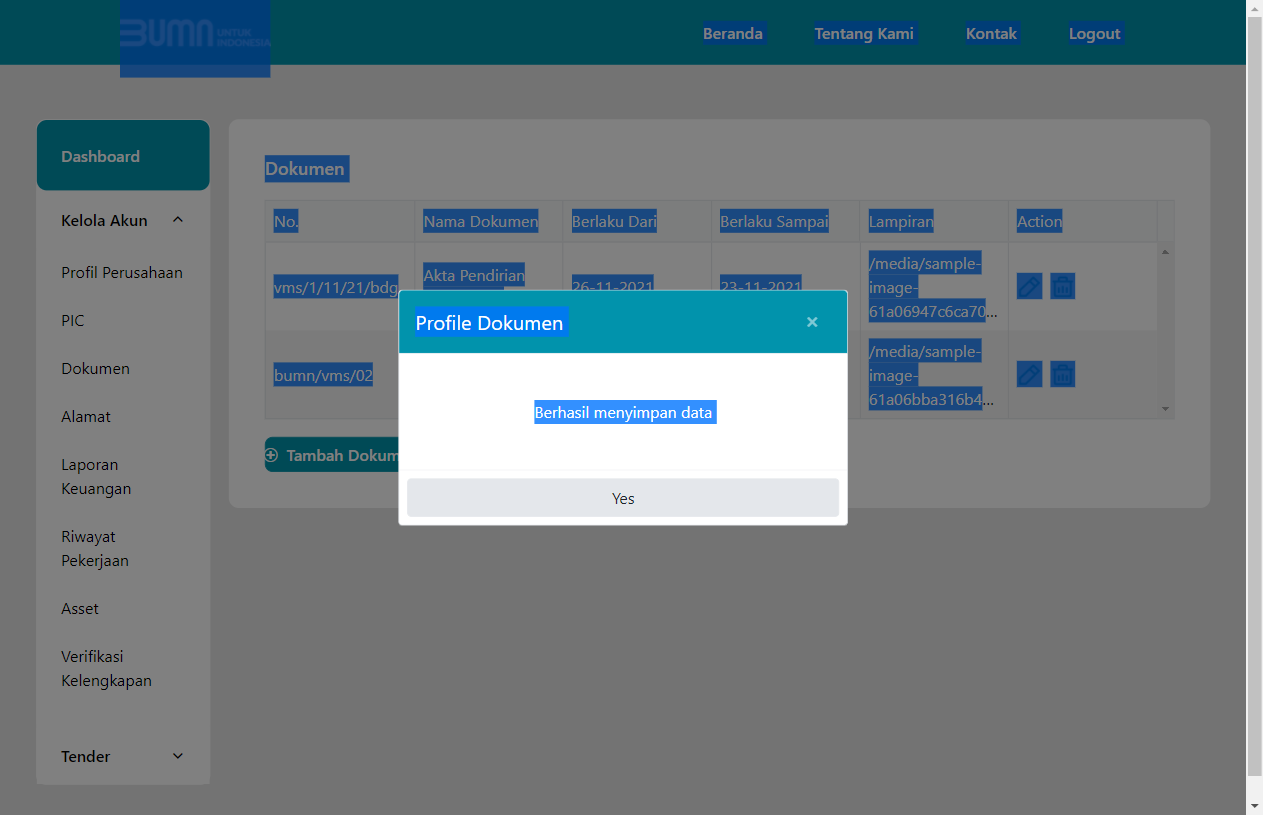 BUMN UNTUK INDONESIA
Beranda Tentang Kami Kontak Logout
Dashboard
Kelola Akun
Profil Perusahaan
PIC
Dokumen
Alamat
Laporan
Keuangan
Riwayat
Pekerjaan
Asset
Verifikasi
Kelengkapan
Tender
Dokumen
No. Nama Dokumen Berlaku Dari Berlaku Sampai Lampiran Action
vms/1/11/21/bdg Akta Pendirian 26-11-2021 23-11-2021 /media/sample-
image-
61a06947c6ca70...
bumn/vms/02 /media/sample-
image-
61a06bba316b4...
Tambah Dokum
Profile Dokumen ×
Berhasil menyimpan data
Yes